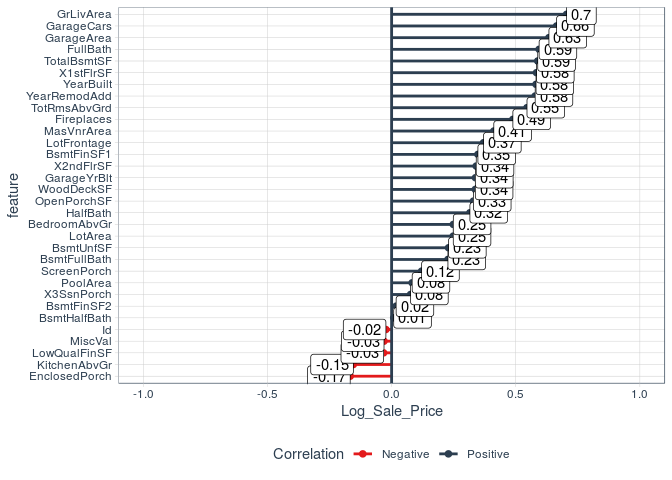 feature
GrLivArea 0.7
GarageCars 0.66
GarageArea 0.63
FullBath 0.59
TotalBsmtSF 0.59
X1stFlrSF 0.58
YearBuilt 0.58
YearRemodAdd 0.58
TotRmsAbvGrd 0.55
Fireplaces 0.49
MasVnrArea 0.41
LotFrontage 0.37
BsmtFinSF1 0.35
X2ndFlrSF 0.34
GarageYrBlt 0.34
WoodDeckSF 0.34
OpenPorchSF 0.33
HalfBath 0.32
BedroomAbvGr 0.25
LotArea 0.25
BsmtUnfSF 0.23
BsmtFullBath 0.23
ScreenPorch 0.12
PoolArea 0.08
X3SsnPorch 0.08
BsmtFinSF2 0.02
BsmtHalfBath 0.01
Id -0.02
MiscVal -0.03
LowQualFinSF -0.03
KitchenAbvGr -0.15
EnclosedPorch -0.17
-1.0 -0.5 0.0 0.5 1.0
Log_Sale_Price
Correlation Negative Positive